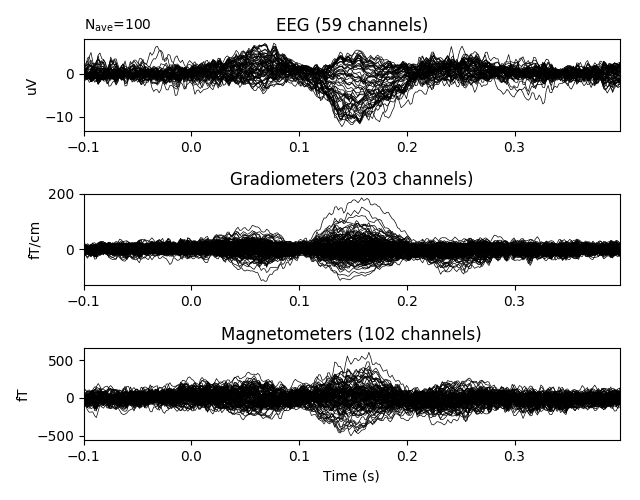 N_ave=100
EEG (59 channels)
uV
0
−10
−0.1 0.0 0.1 0.2 0.3
Gradiometers (203 channels)
fT/cm
200
0
−0.1 0.0 0.1 0.2 0.3
Magnetometers (102 channels)
fT
500
0
−500
−0.1 0.0 0.1 0.2 0.3
Time (s)